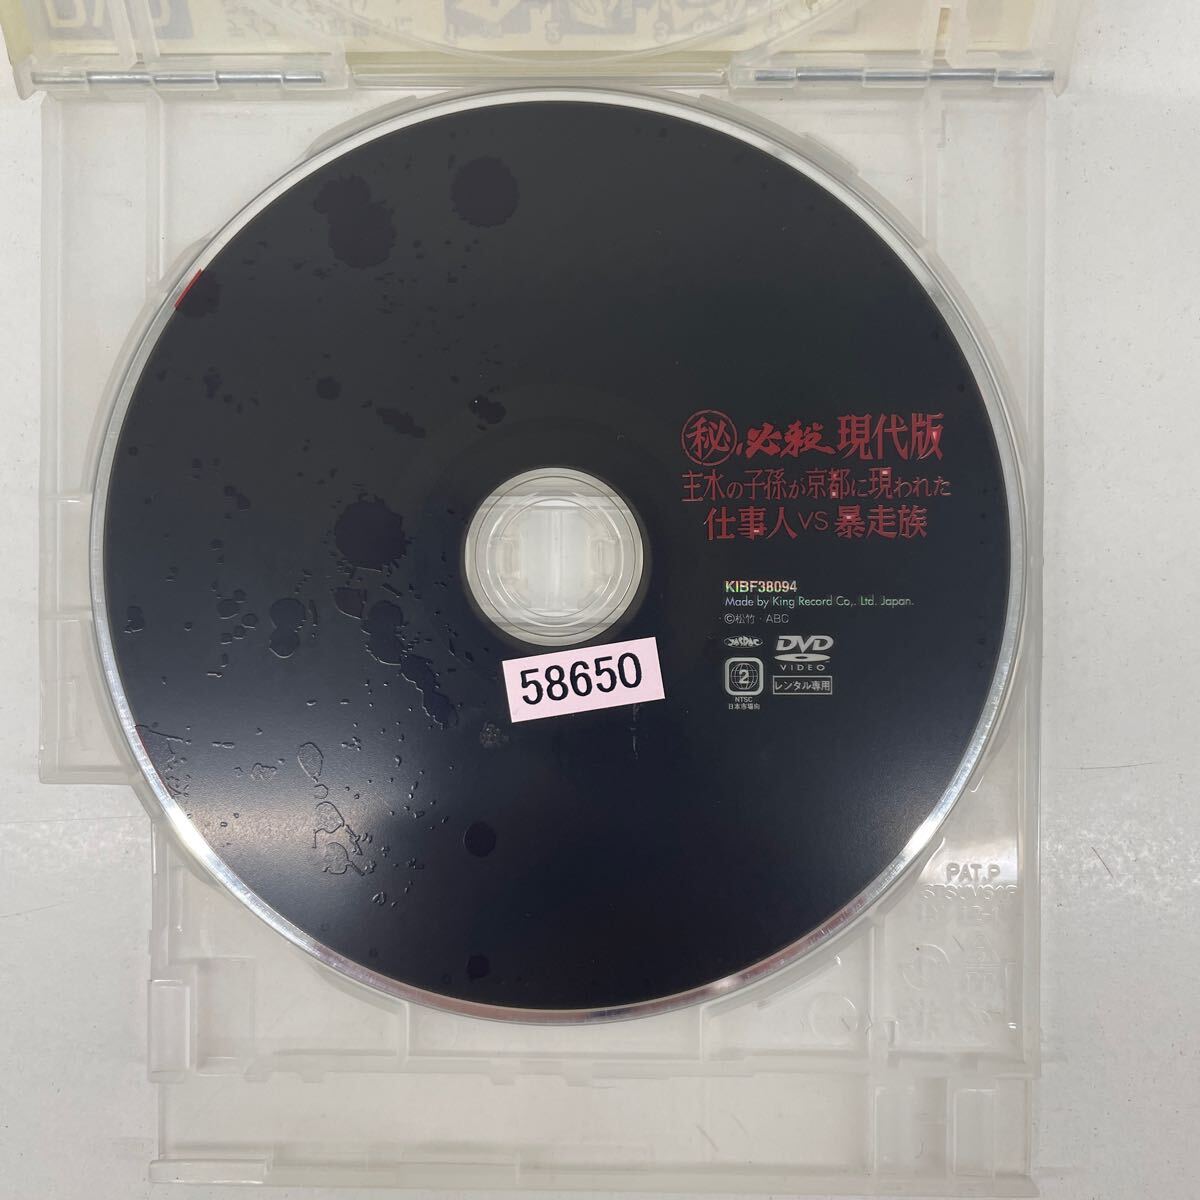 DVD
㊙必殺現代版
主水の子孫が京都に現われた
仕事人VS暴走族
KIBF38094
Made by King Record Co,. Ltd. Japan.
©松竹・ABC
DVD
VIDEO
2
NTSC
日本市場向
レンタル専用
58650
PAT.P